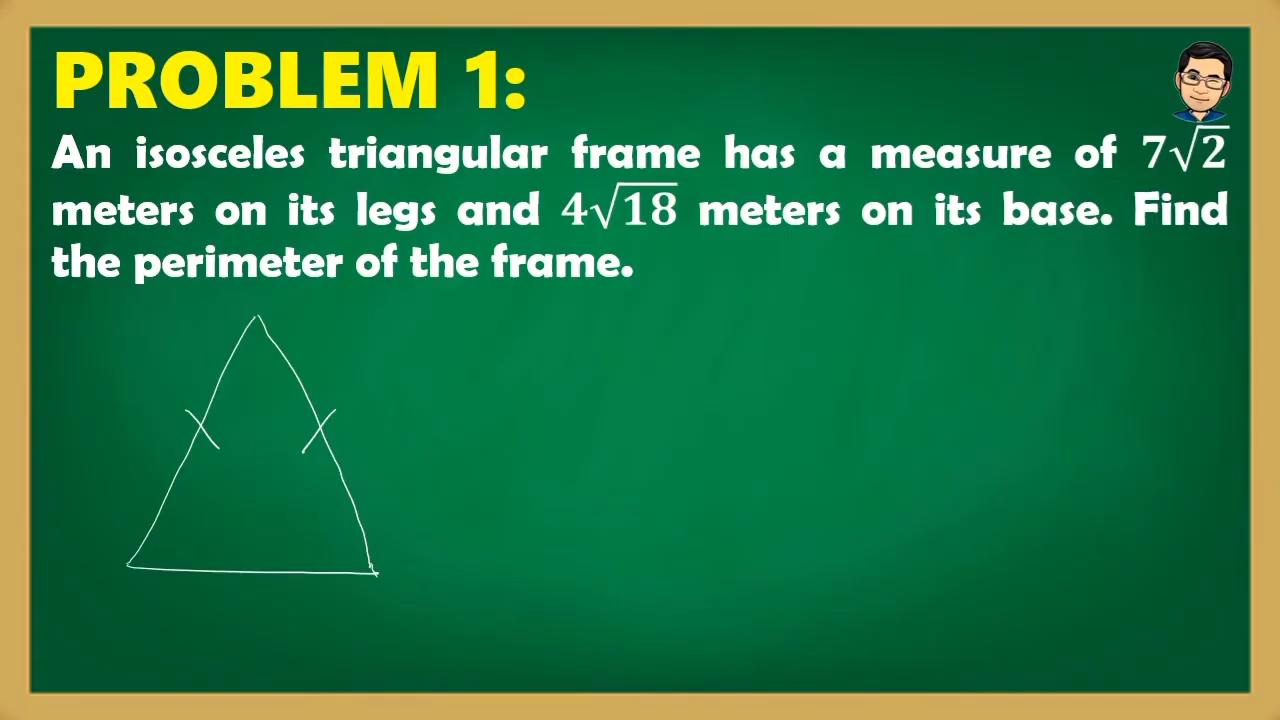 PROBLEM 1:
An isosceles triangular frame has a measure of 7√2
meters on its legs and 4√18 meters on its base. Find
the perimeter of the frame.